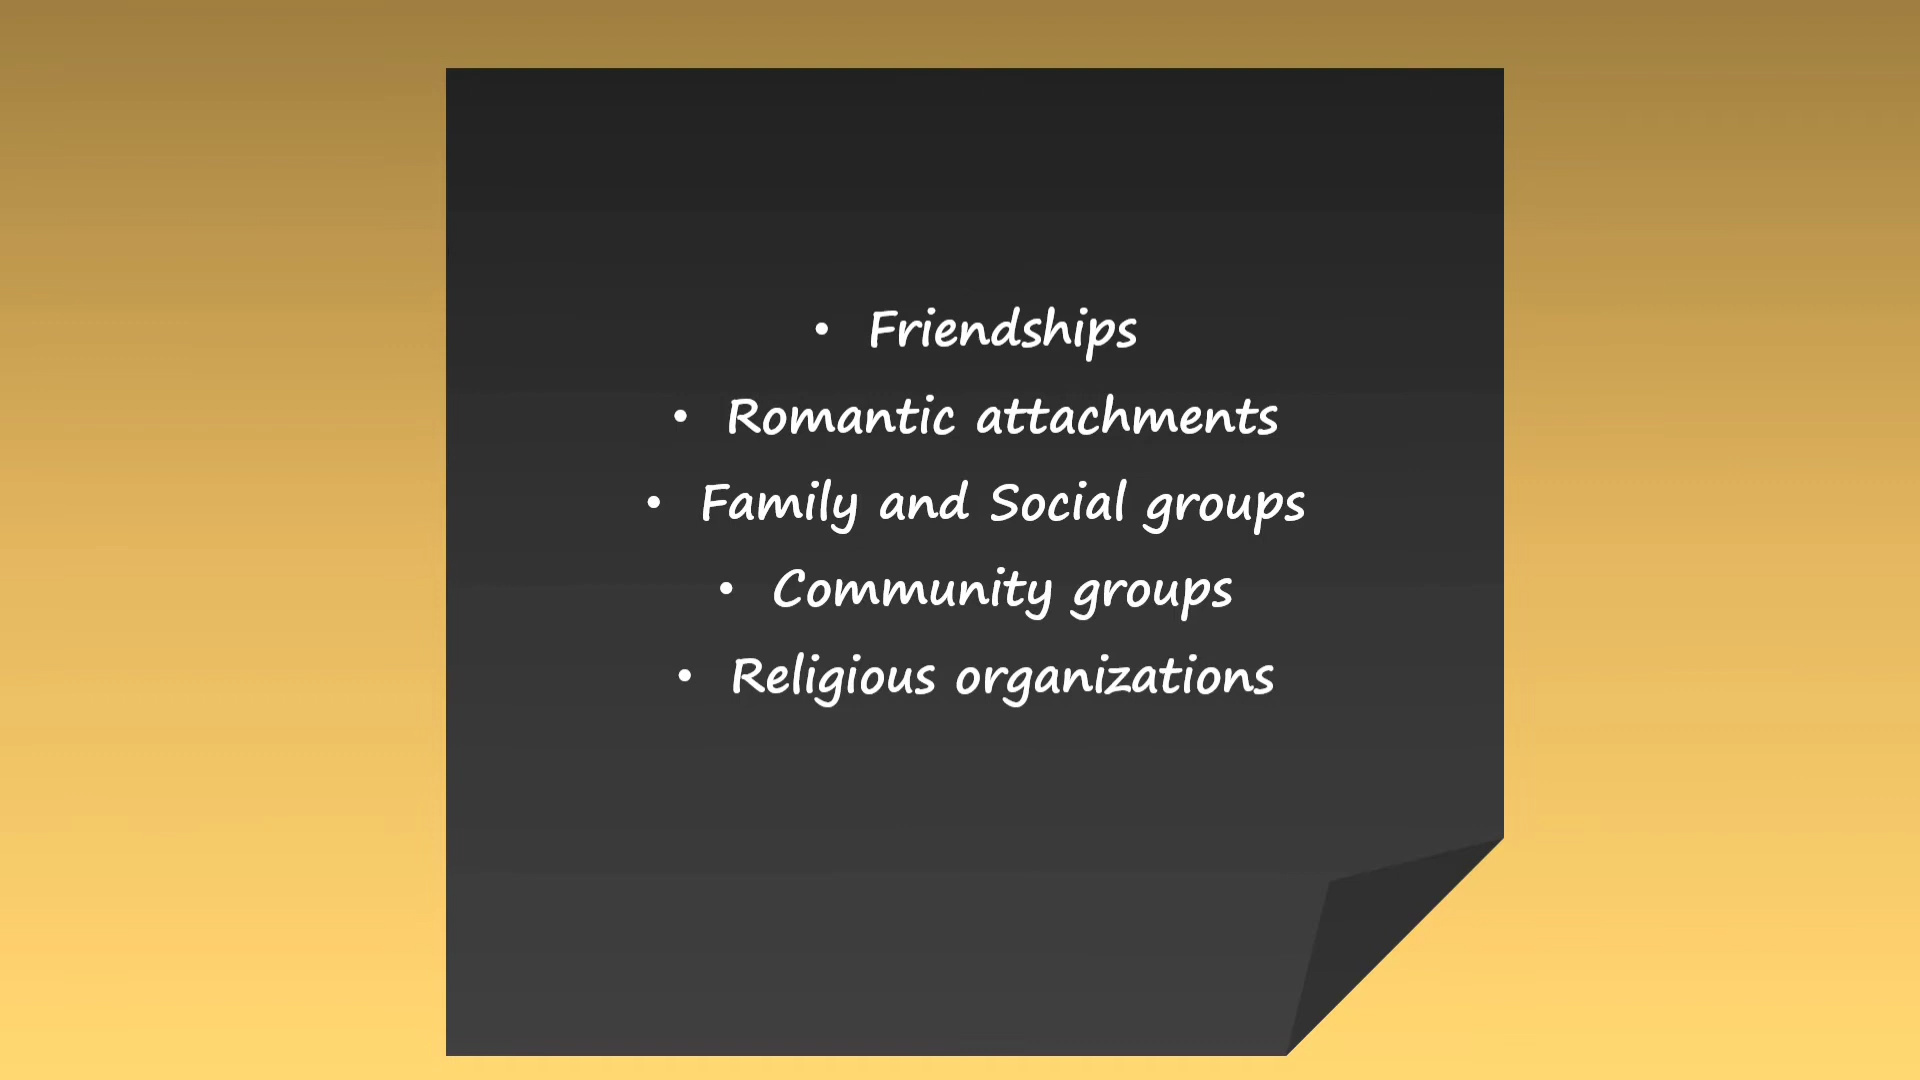 • Friendships
• Romantic attachments
• Family and Social groups
• Community groups
• Religious organizations